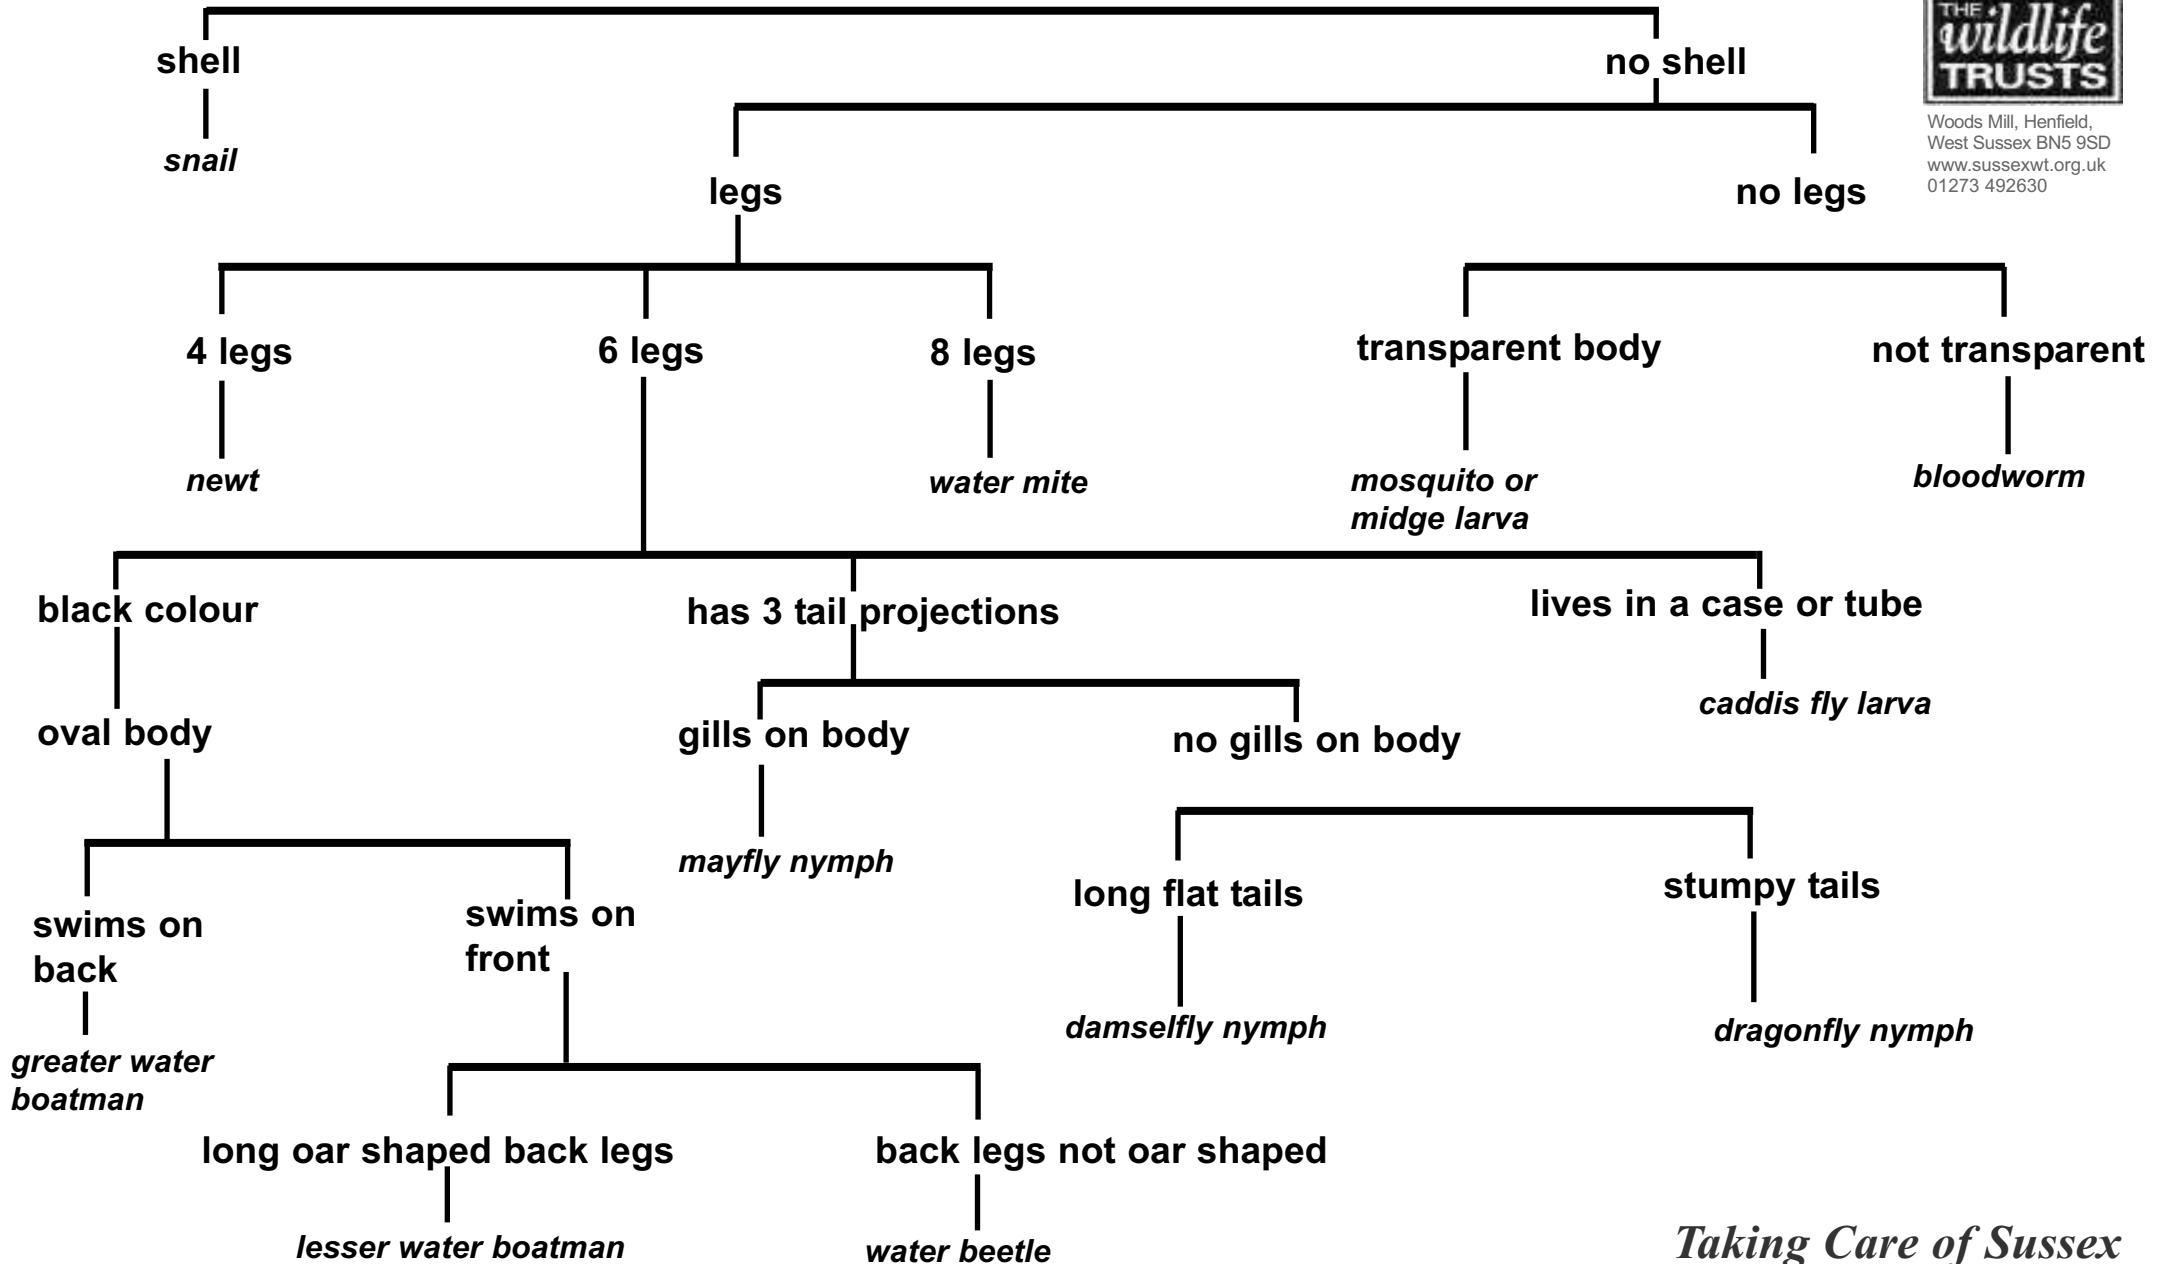 THE
wildlife
TRUSTS
Woods Mill, Henfield,
West Sussex BN5 9SD
www.sussexwt.org.uk
01273 492630
shell
no shell
snail
legs
no legs
4 legs
6 legs
8 legs
transparent body
not transparent
newt
water mite
mosquito or
midge larva
bloodworm
black colour
has 3 tail projections
lives in a case or tube
caddis fly larva
oval body
gills on body
no gills on body
mayfly nymph
long flat tails
stumpy tails
swims on
back
swims on
front
damselfly nymph
dragonfly nymph
greater water
boatman
long oar shaped back legs
back legs not oar shaped
lesser water boatman
water beetle
Taking Care of Sussex